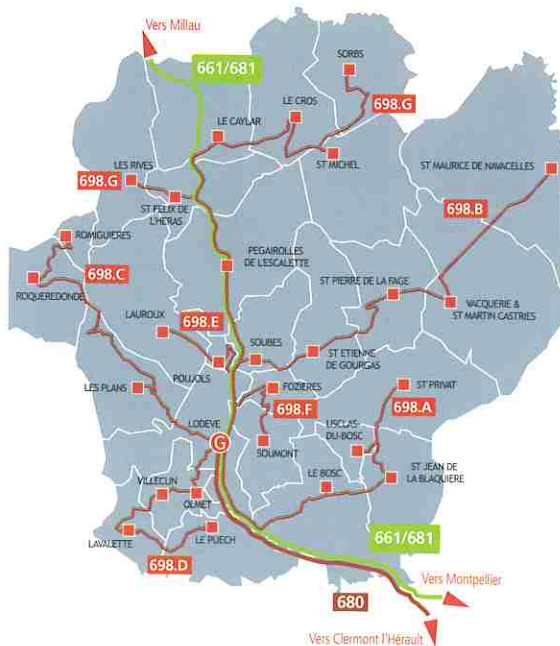 Vers Millau
661/681
SORBS
LE CROS
698.G
LE CAYLAR
ST MICHEL
LES RIVES
698.G
ST FELIX DE
L'HERAS
ST MAURICE DE NAVACELLES
698.B
ROMIGUIERES
698.C
ROQUEREDONDE
PEGAIROLLES
DE L'ESCALETTE
ST PIERRE DE LA FAGE
VACQUERIE &
ST MARTIN CASTRIES
LAUROUX
698.E
SOUBES
ST ETIENNE DE
GOURGAS
POUJOLS
LES PLANS
FOZIERES
698.F
ST PRIVAT
698.A
LODEVE
G
SOUMONT
USCLAS-
DU-BOSC
LE BOSC
ST JEAN DE
LA BLAQUIERE
VILLECUN
OLMET
LAVALETTE
LE PUECH
698.D
661/681
680
Vers Montpellier
Vers Clermont l'Hérault